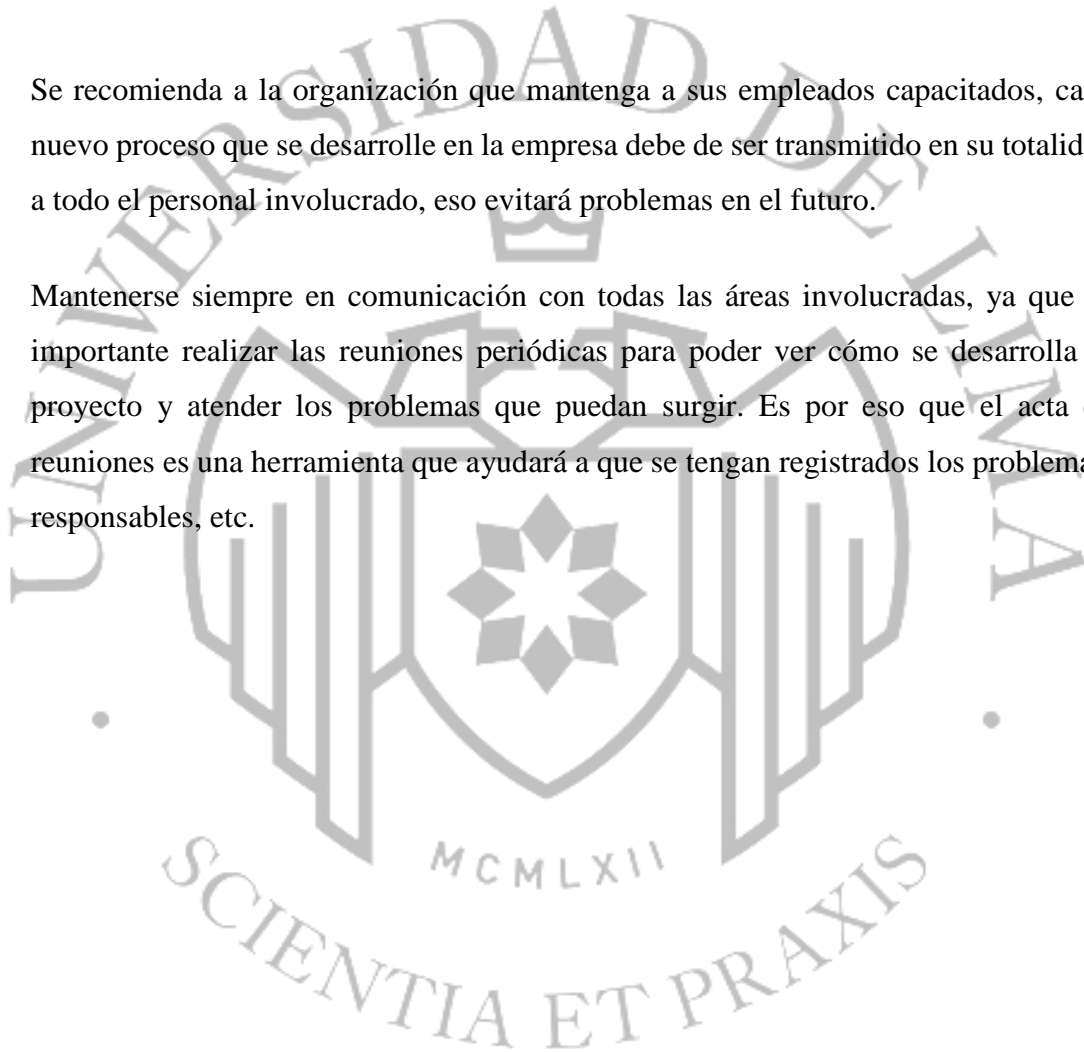 Se recomienda a la organización que mantenga a sus empleados capacitados, ca
nuevo proceso que se desarrolle en la empresa debe de ser transmitido en su totalid
a todo el personal involucrado, eso evitará problemas en el futuro.
Mantenerse siempre en comunicación con todas las áreas involucradas, ya que
importante realizar las reuniones periódicas para poder ver cómo se desarrolla
proyecto y atender los problemas que puedan surgir. Es por eso que el acta
reuniones es una herramienta que ayudará a que se tengan registrados los problema
responsables, etc.
UNIVERSIDAD DE LIMA
MCMLXII
SCIENTIA ET PRAXIS